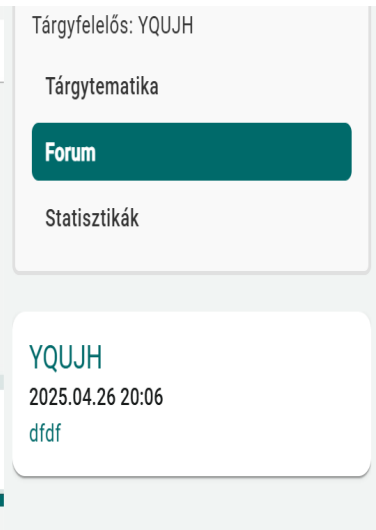 Tárgyfelelős: YQUJH
Tárgytematika
Forum
Statisztikák
YQUJH
2025.04.26 20:06
dfdf